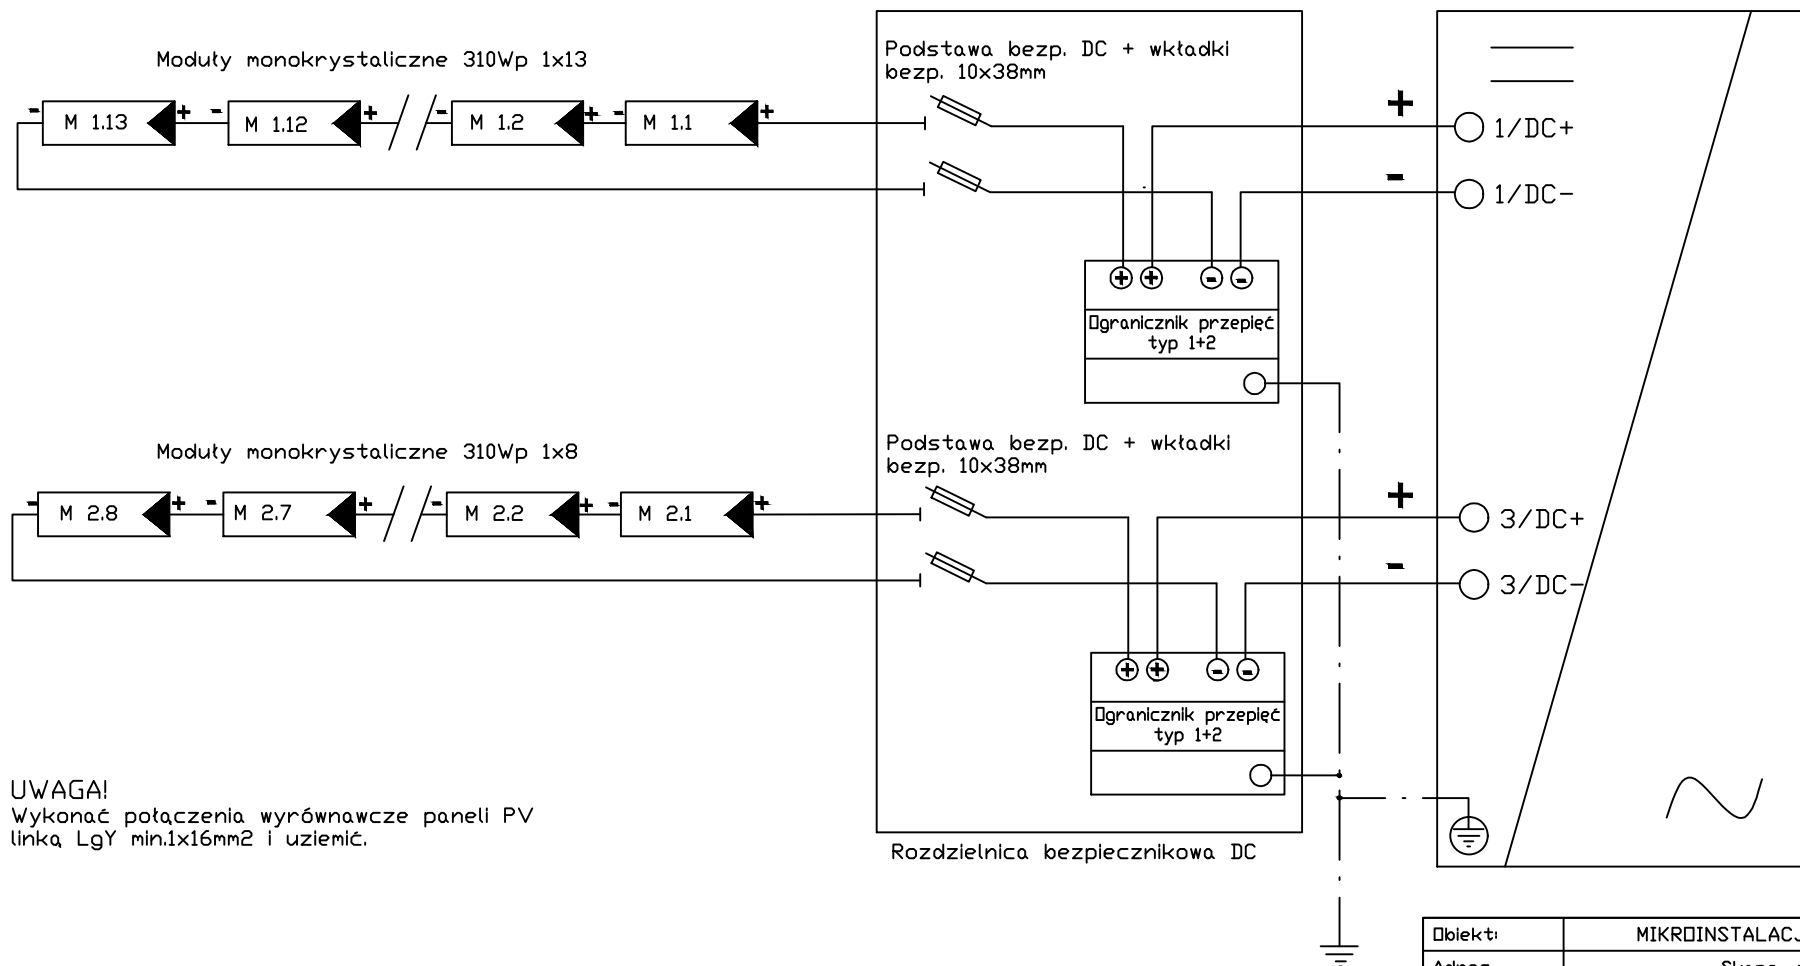 Moduły monokrystaliczne 310Wp 1x13
Podstawa bezp. DC + wkładki
bezp. 10x38mm
- M 1.13 + - M 1.12 + - M 1.2 + - M 1.1 +
+
1/DC+
-
1/DC-
+ + - -
Ogranicznik przepięć
typ 1+2
Moduły monokrystaliczne 310Wp 1x8
Podstawa bezp. DC + wkładki
bezp. 10x38mm
- M 2.8 + - M 2.7 + - M 2.2 + - M 2.1 +
+
3/DC+
-
3/DC-
+ + - -
Ogranicznik przepięć
typ 1+2
UWAGA!
Wykonać połączenia wyrównawcze paneli PV
linką LgY min.1x16mm2 i uziemić.
Rozdzielnica bezpiecznikowa DC
Obiekt: MIKROINSTALACJ